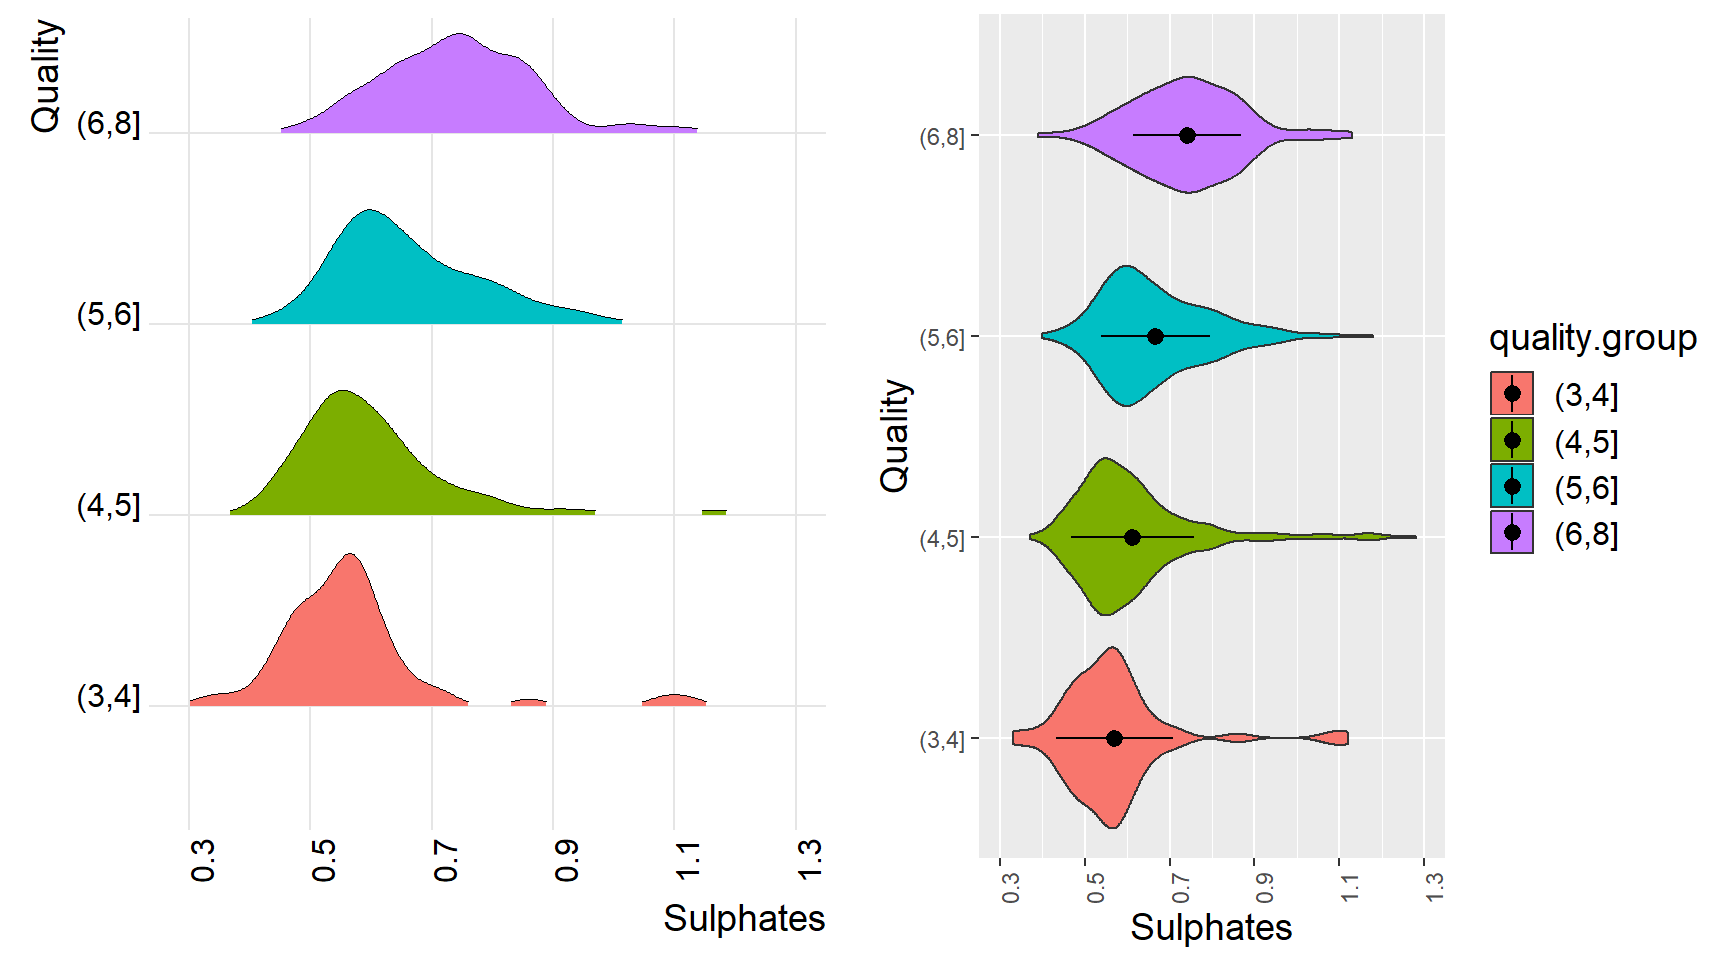 Quality
(6,8]
(5,6]
(4,5]
(3,4]
0.3 0.5 0.7 0.9 1.1 1.3
Sulphates
Quality
(6,8]
(5,6]
(4,5]
(3,4]
0.3 0.5 0.7 0.9 1.1 1.3
Sulphates
quality.group
(3,4]
(4,5]
(5,6]
(6,8]